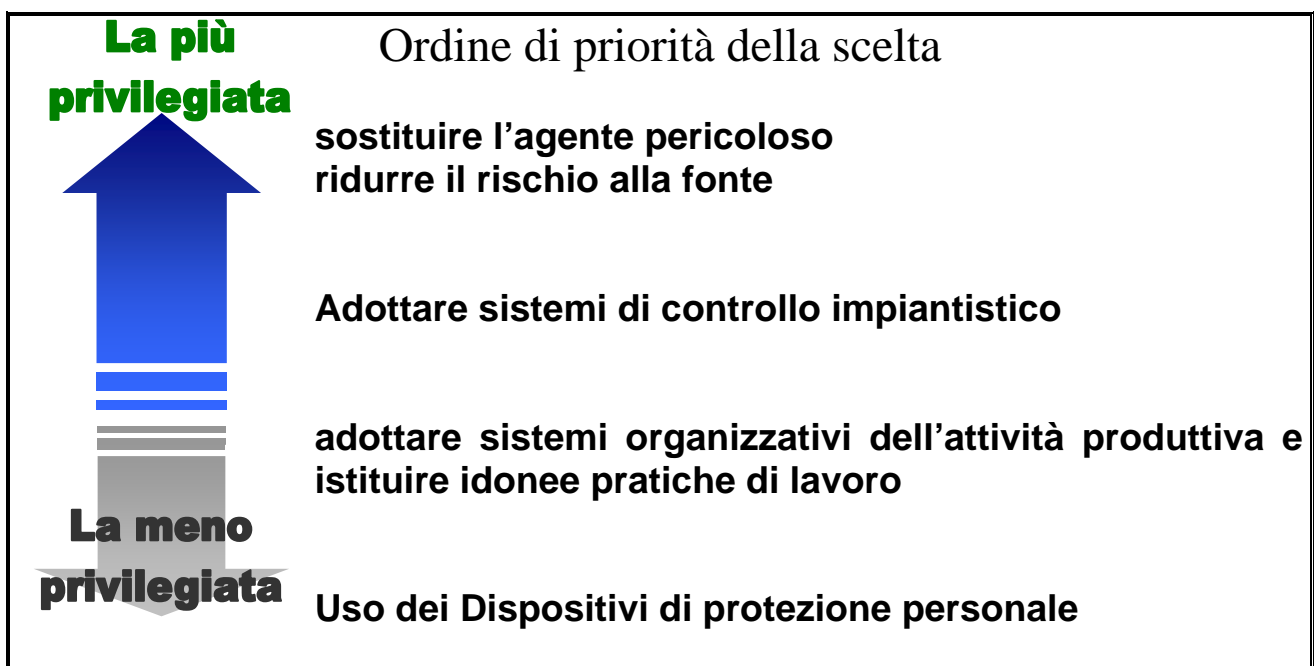 La più
privilegiata
Ordine di priorità della scelta
sostituire l’agente pericoloso
ridurre il rischio alla fonte
Adottare sistemi di controllo impiantistico
adottare sistemi organizzativi dell’attività produttiva e
istituire idonee pratiche di lavoro
La meno
privilegiata
Uso dei Dispositivi di protezione personale